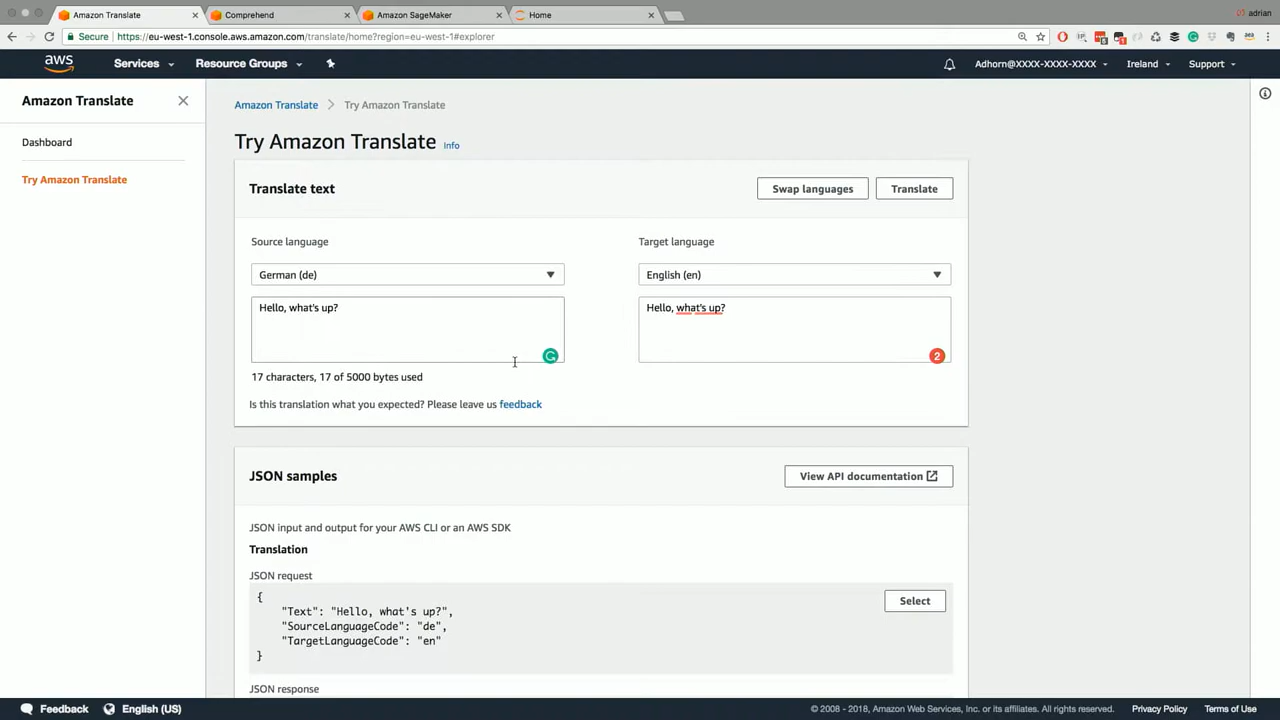 Amazon Translate
Comprehend
Amazon SageMaker
Home
adrian
Secure
https://eu-west-1.console.aws.amazon.com/translate/home?region=eu-west-1#explorer
aws
Services
Resource Groups
Adhorn@XXXX-XXXX-XXXX
Ireland
Support
Amazon Translate
Dashboard
Try Amazon Translate
Amazon Translate > Try Amazon Translate
Try Amazon Translate Info
Translate text
Swap languages
Translate
Source language
Target language
German (de)
English (en)
Hello, what's up?
Hello, what's up?
2
17 characters, 17 of 5000 bytes used
Is this translation what you expected? Please leave us feedback
JSON samples
View API documentation
JSON input and output for your AWS CLI or an AWS SDK
Translation
JSON request
Select
{
"Text": "Hello, what's up?",
"SourceLanguageCode": "de",
"TargetLanguageCode": "en"
}
JSON response
Feedback
English (US)
© 2008 - 2018, Amazon Web Services, Inc. or its affiliates. All rights reserved.
Privacy Policy
Terms of Use